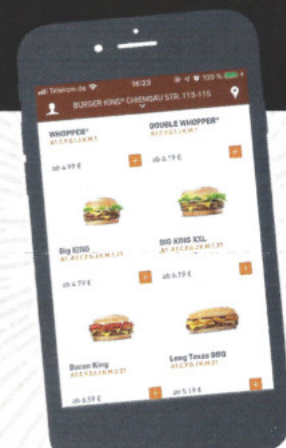 Telekom.de 16:23 100 %
BURGER KING® CHIEMGAU STR. 113-115
WHOPPER®
DOUBLE WHOPPER®
ab 4.99 €
+
ab 6.19 €
+
Big KING
BIG KING XXL
ab 4.79 €
+
ab 6.19 €
+
Bacon King
Long Texas BBQ
ab 6.59 €
+
ab 5.19 €
+